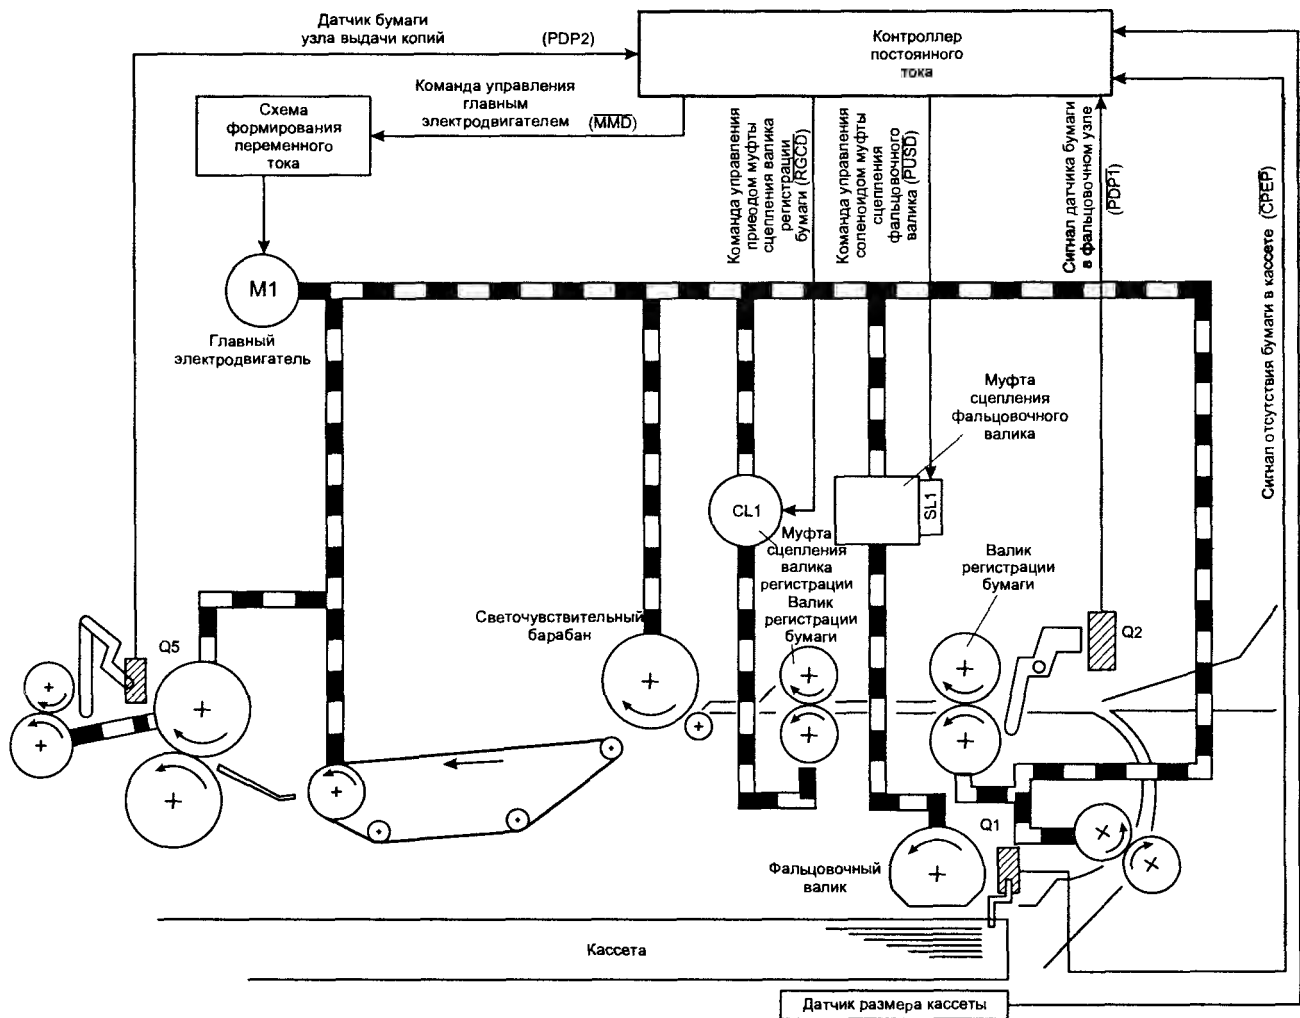 Датчик бумаги
узла выдачи копий
(PDP2)
Контроллер
постоянного
тока
Команда управления
главным
электродвигателем (MMD)
Схема
формирования
переменного
тока
Команда управления
приводом муфты
сцепления валика
регистрации
бумаги (RGCD)
Команда управления
соленоидом муфты
сцепления
фальцовочного
валика (PUSD)
Сигнал датчика бумаги
в фальцовочном узле
(PDP1)
Сигнал отсутствия бумаги в кассете (CPEP)
M1
Главный
электродвигатель
Муфта
сцепления
фальцовочного
валика
CL1
SL1
Муфта
сцепления
валика
регистрации
Валик
регистрации
бумаги
Валик
регистрации
бумаги
Светочувствительный
барабан
Q5
Q2
Q1
Фальцовочный
валик
Кассета
Датчик размера кассеты